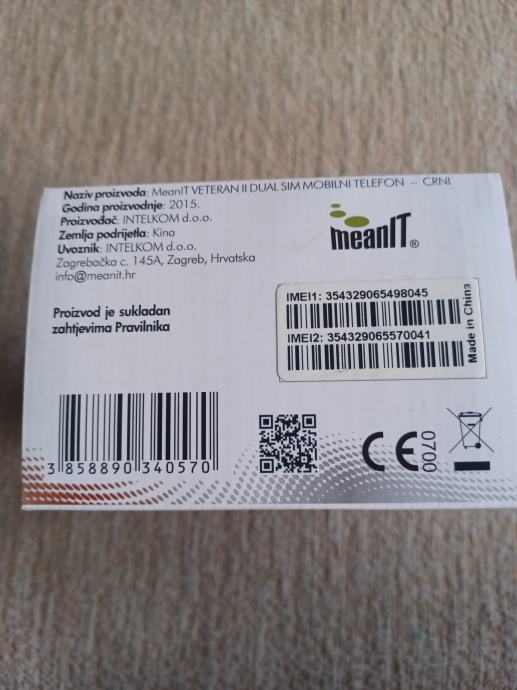 Naziv proizvoda: MeanIT VETERAN II DUAL SIM MOBILNI TELEFON – CRNI
Godina proizvodnje: 2015.
Proizvođač: INTELKOM d.o.o.
Zemlja podrijetla: Kina
Uvoznik: INTELKOM d.o.o.
Zagrebačka c. 145A, Zagreb, Hrvatska
info@meanit.hr
meanIT®
Proizvod je sukladan
zahtjevima Pravilnika
IMEI1: 354329065498045
IMEI2: 354329065570041
Made in China
3 858890 340570
CE 0700